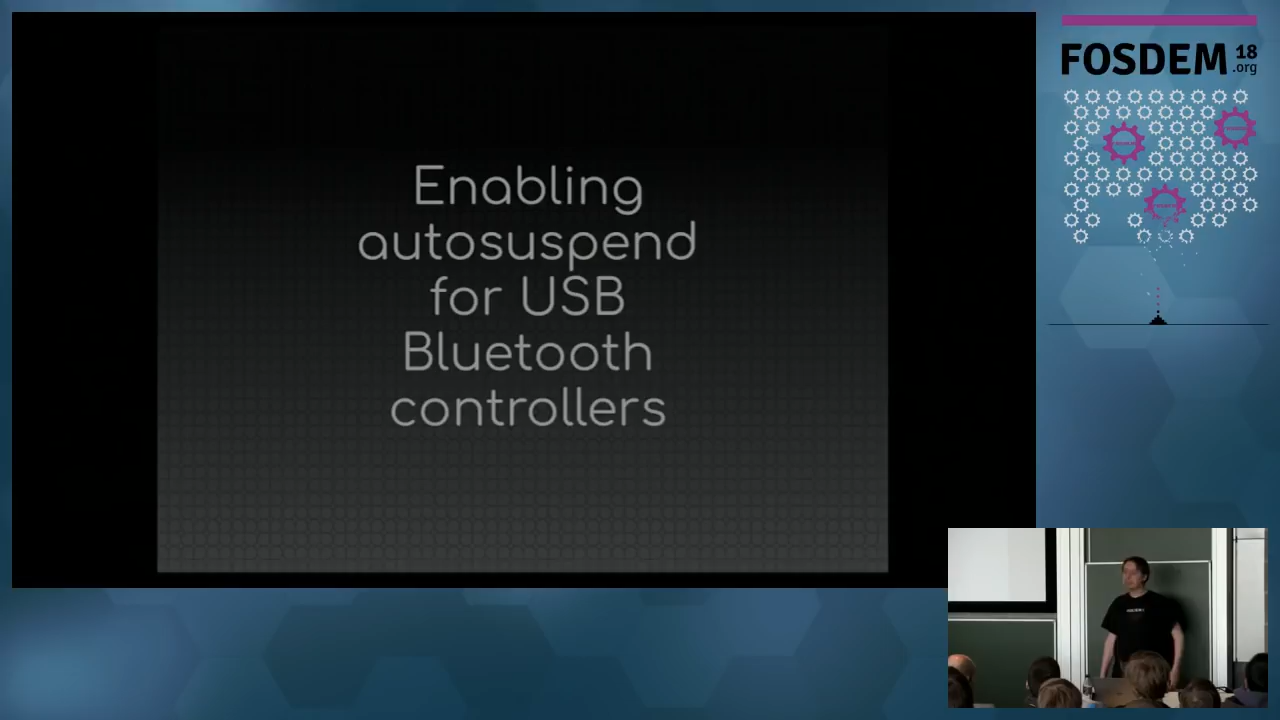 Enabling
autosuspend
for USB
Bluetooth
controllers
FOSDEM 18
.org